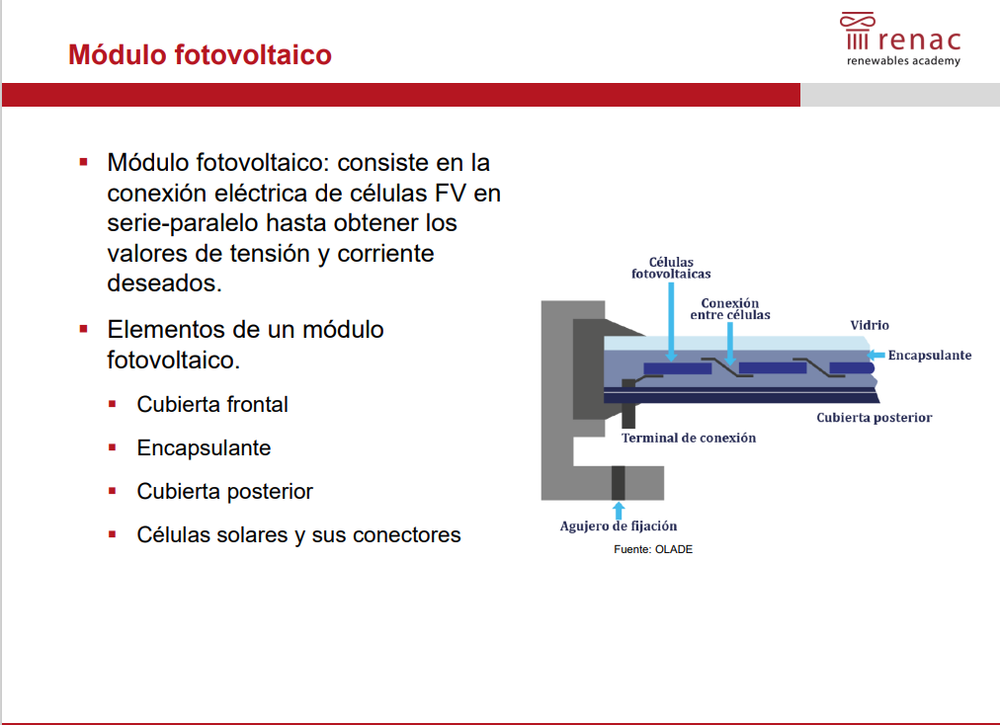 Módulo fotovoltaico
renac
renewables academy
Módulo fotovoltaico: consiste en la
conexión eléctrica de células FV en
serie-paralelo hasta obtener los
valores de tensión y corriente
deseados.
Elementos de un módulo
fotovoltaico.
Cubierta frontal
Encapsulante
Cubierta posterior
Células solares y sus conectores
Células
fotovoltaicas
Conexión
entre células
Vidrio
Encapsulante
Cubierta posterior
Terminal de conexión
Agujero de fijación
Fuente: OLADE